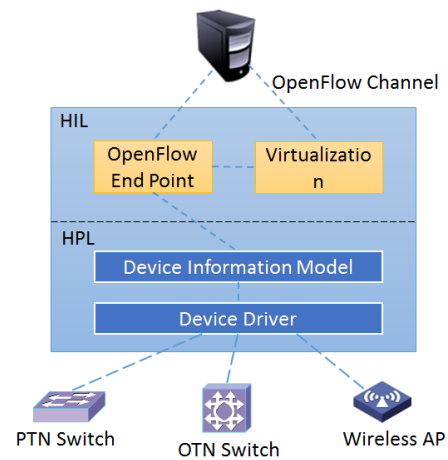 OpenFlow Channel
HIL
OpenFlow
End Point
Virtualizatio
n
HPL
Device Information Model
Device Driver
PTN Switch
OTN Switch
Wireless AP